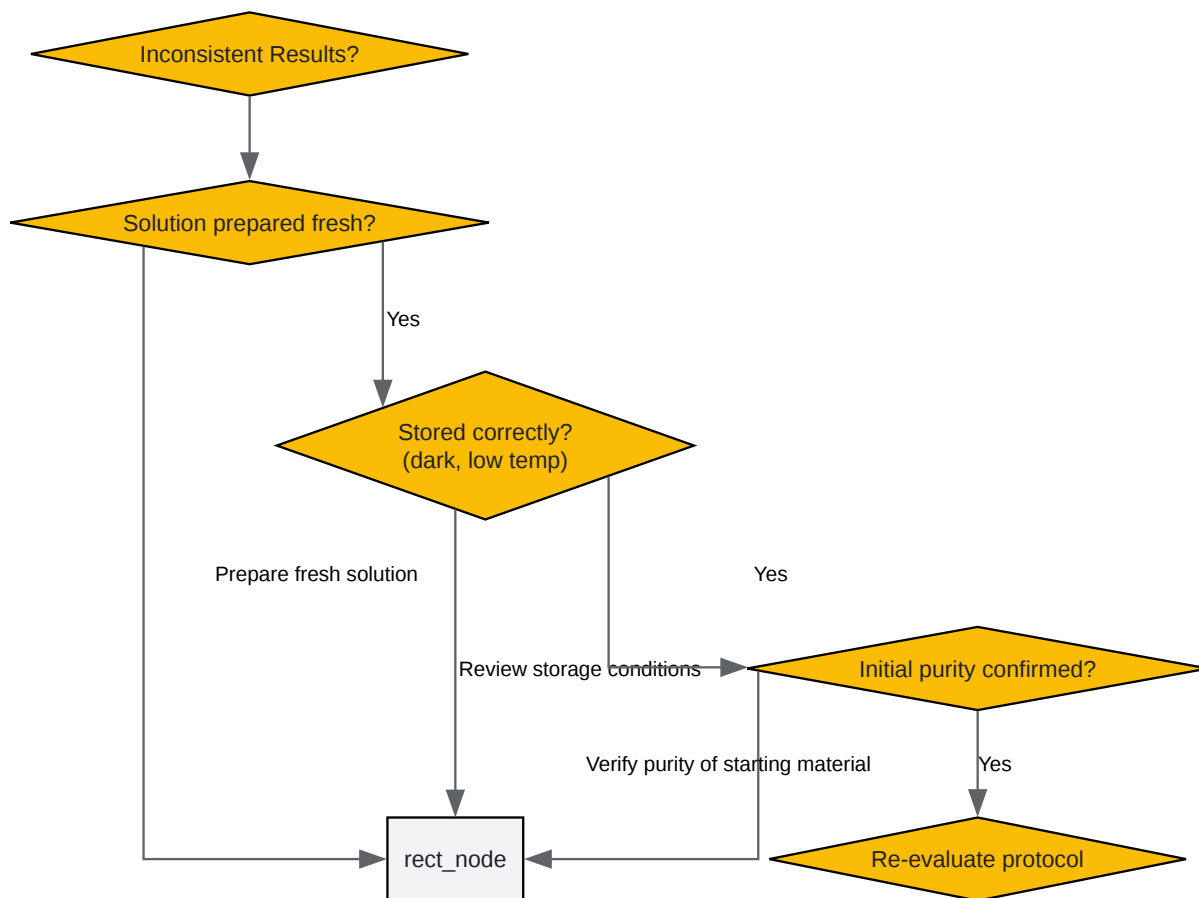 Inconsistent Results?
Solution prepared fresh?
Yes
Stored correctly?
(dark, low temp)
Prepare fresh solution
Yes
Review storage conditions
Initial purity confirmed?
Verify purity of starting material
Yes
rect_node
Re-evaluate protocol